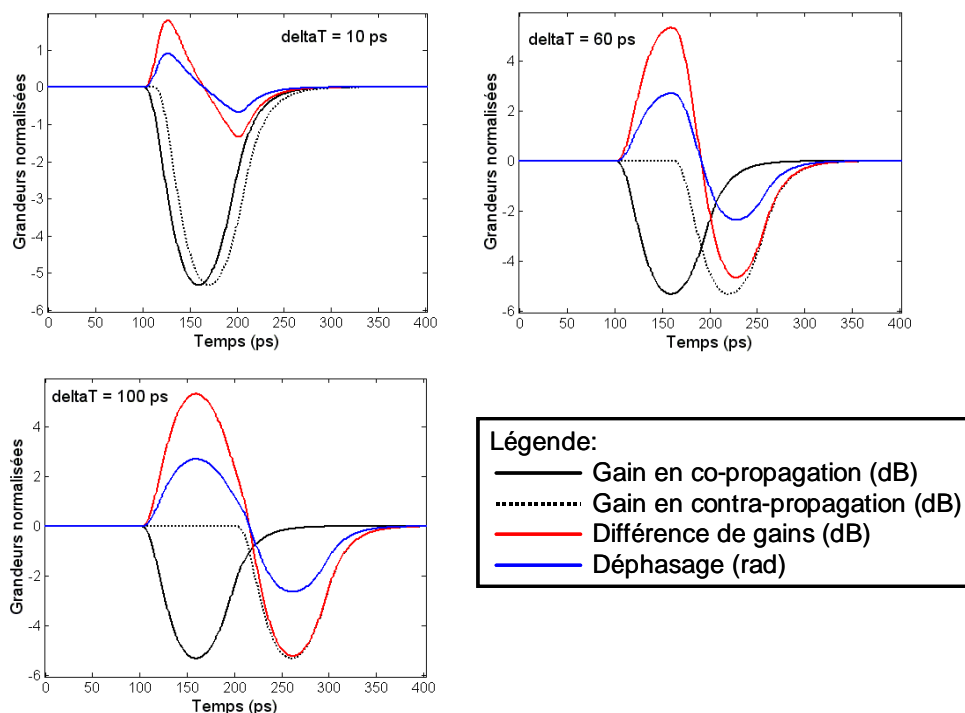 deltaT = 10 ps
Grandeurs normalisées
1
0
-1
-2
-3
-4
-5
-6
0 50 100 150 200 250 300 350 400
Temps (ps)
deltaT = 60 ps
Grandeurs normalisées
4
2
0
-2
-4
-6
0 50 100 150 200 250 300 350 400
Temps (ps)
deltaT = 100 ps
Grandeurs normalisées
4
2
0
-2
-4
-6
0 50 100 150 200 250 300 350 400
Temps (ps)
Légende:
Gain en co-propagation (dB)
Gain en contra-propagation (dB)
Différence de gains (dB)
Déphasage (rad)